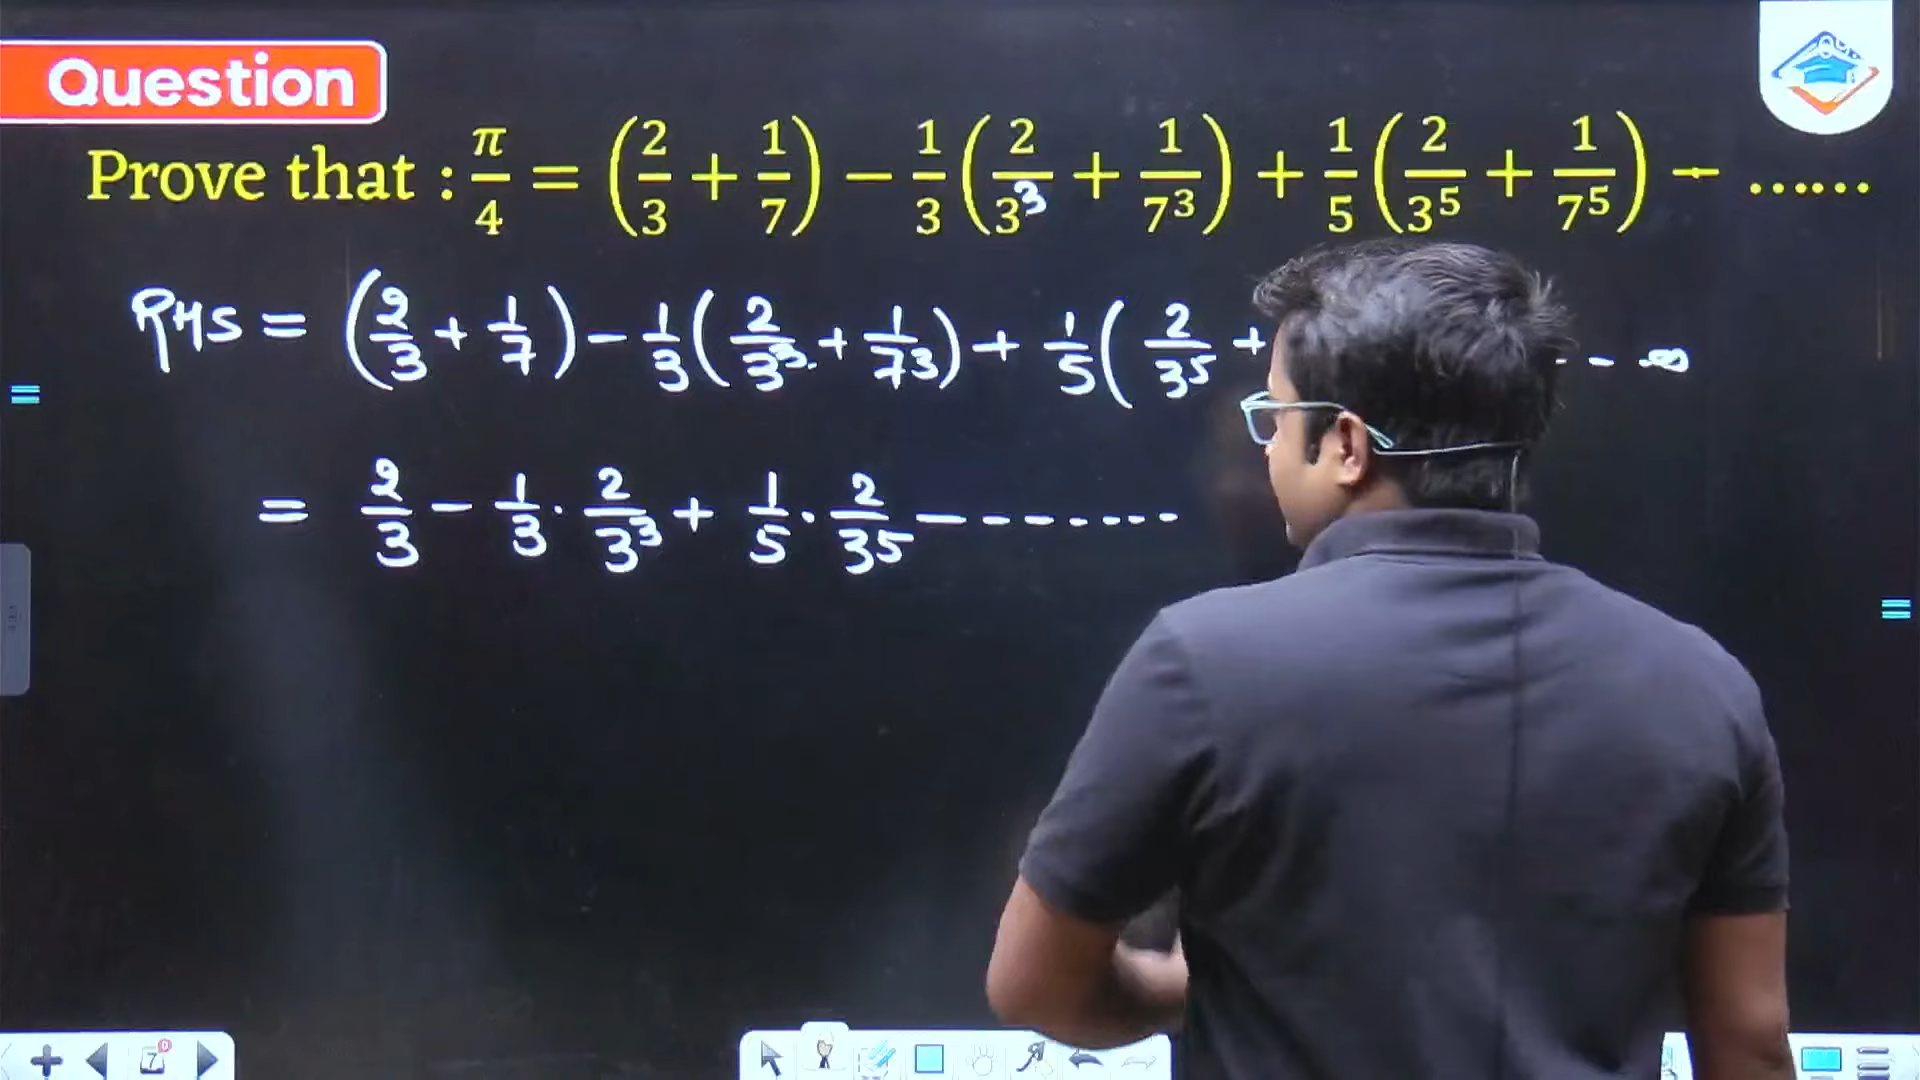 Question
Prove that : π/4 = (2/3 + 1/7) − 1/3 (2/3³ + 1/7³) + 1/5 (2/3⁵ + 1/7⁵) − ......
RHS = (2/3 + 1/7) − 1/3 (2/3³ + 1/7³) + 1/5 (2/3⁵ + - - ∞
= 2/3 − 1/3 · 2/3³ + 1/5 · 2/3⁵ - - - - - - - -
7